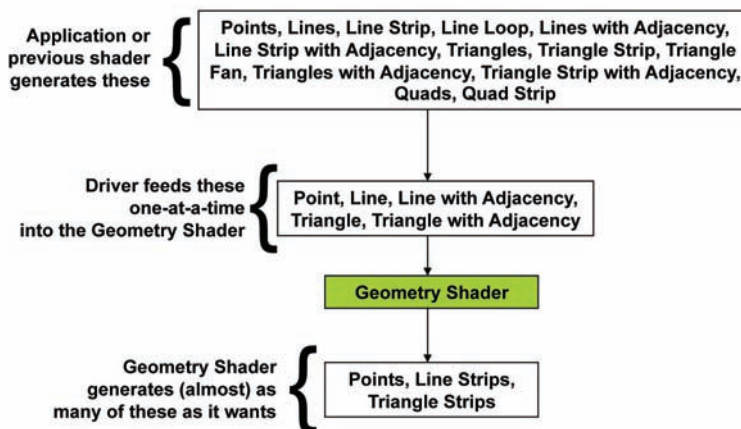 Application or
previous shader
generates these
Points, Lines, Line Strip, Line Loop, Lines with Adjacency,
Line Strip with Adjacency, Triangles, Triangle Strip, Triangle
Fan, Triangles with Adjacency, Triangle Strip with Adjacency,
Quads, Quad Strip
Driver feeds these
one-at-a-time
into the Geometry Shader
Point, Line, Line with Adjacency,
Triangle, Triangle with Adjacency
Geometry Shader
Geometry Shader
generates (almost) as
many of these as it wants
Points, Line Strips,
Triangle Strips